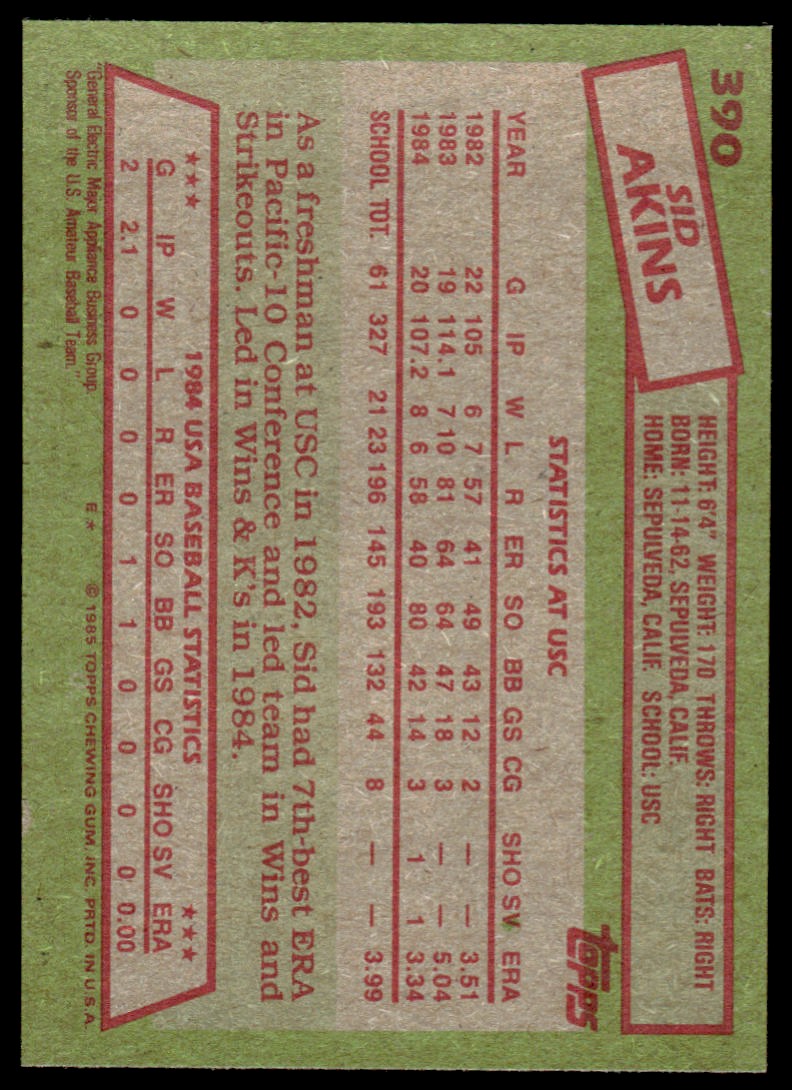 390
SID
AKINS
HEIGHT: 6'4" WEIGHT: 170 THROWS: RIGHT BATS: RIGHT
BORN: 11-14-62, SEPULVEDA, CALIF.
HOME: SEPULVEDA, CALIF. SCHOOL: USC
topps
STATISTICS AT USC
YEAR G IP W L R ER SO BB GS CG SHO SV ERA
1982 22 105 6 7 57 41 49 43 12 2 — — 3.51
1983 19 114.1 7 10 81 64 64 47 18 3 — — 5.04
1984 20 107.2 8 6 58 40 80 42 14 3 1 1 3.34
SCHOOL TOT. 61 327 21 23 196 145 193 132 44 8 — — 3.99
As a freshman at USC in 1982, Sid had 7th-best ERA
in Pacific-10 Conference and led team in Wins and
Strikeouts. Led in Wins & K's in 1984.
★★★ 1984 USA BASEBALL STATISTICS ★★★
G IP W L R ER SO BB GS CG SHO SV ERA
2 2.1 0 0 0 0 1 1 0 0 0 0 0.00
"General Electric Major Appliance Business Group,
Sponsor of the U.S. Amateur Baseball Team."
E★ © 1985 TOPPS CHEWING GUM, INC. PRTD. IN U.S.A.